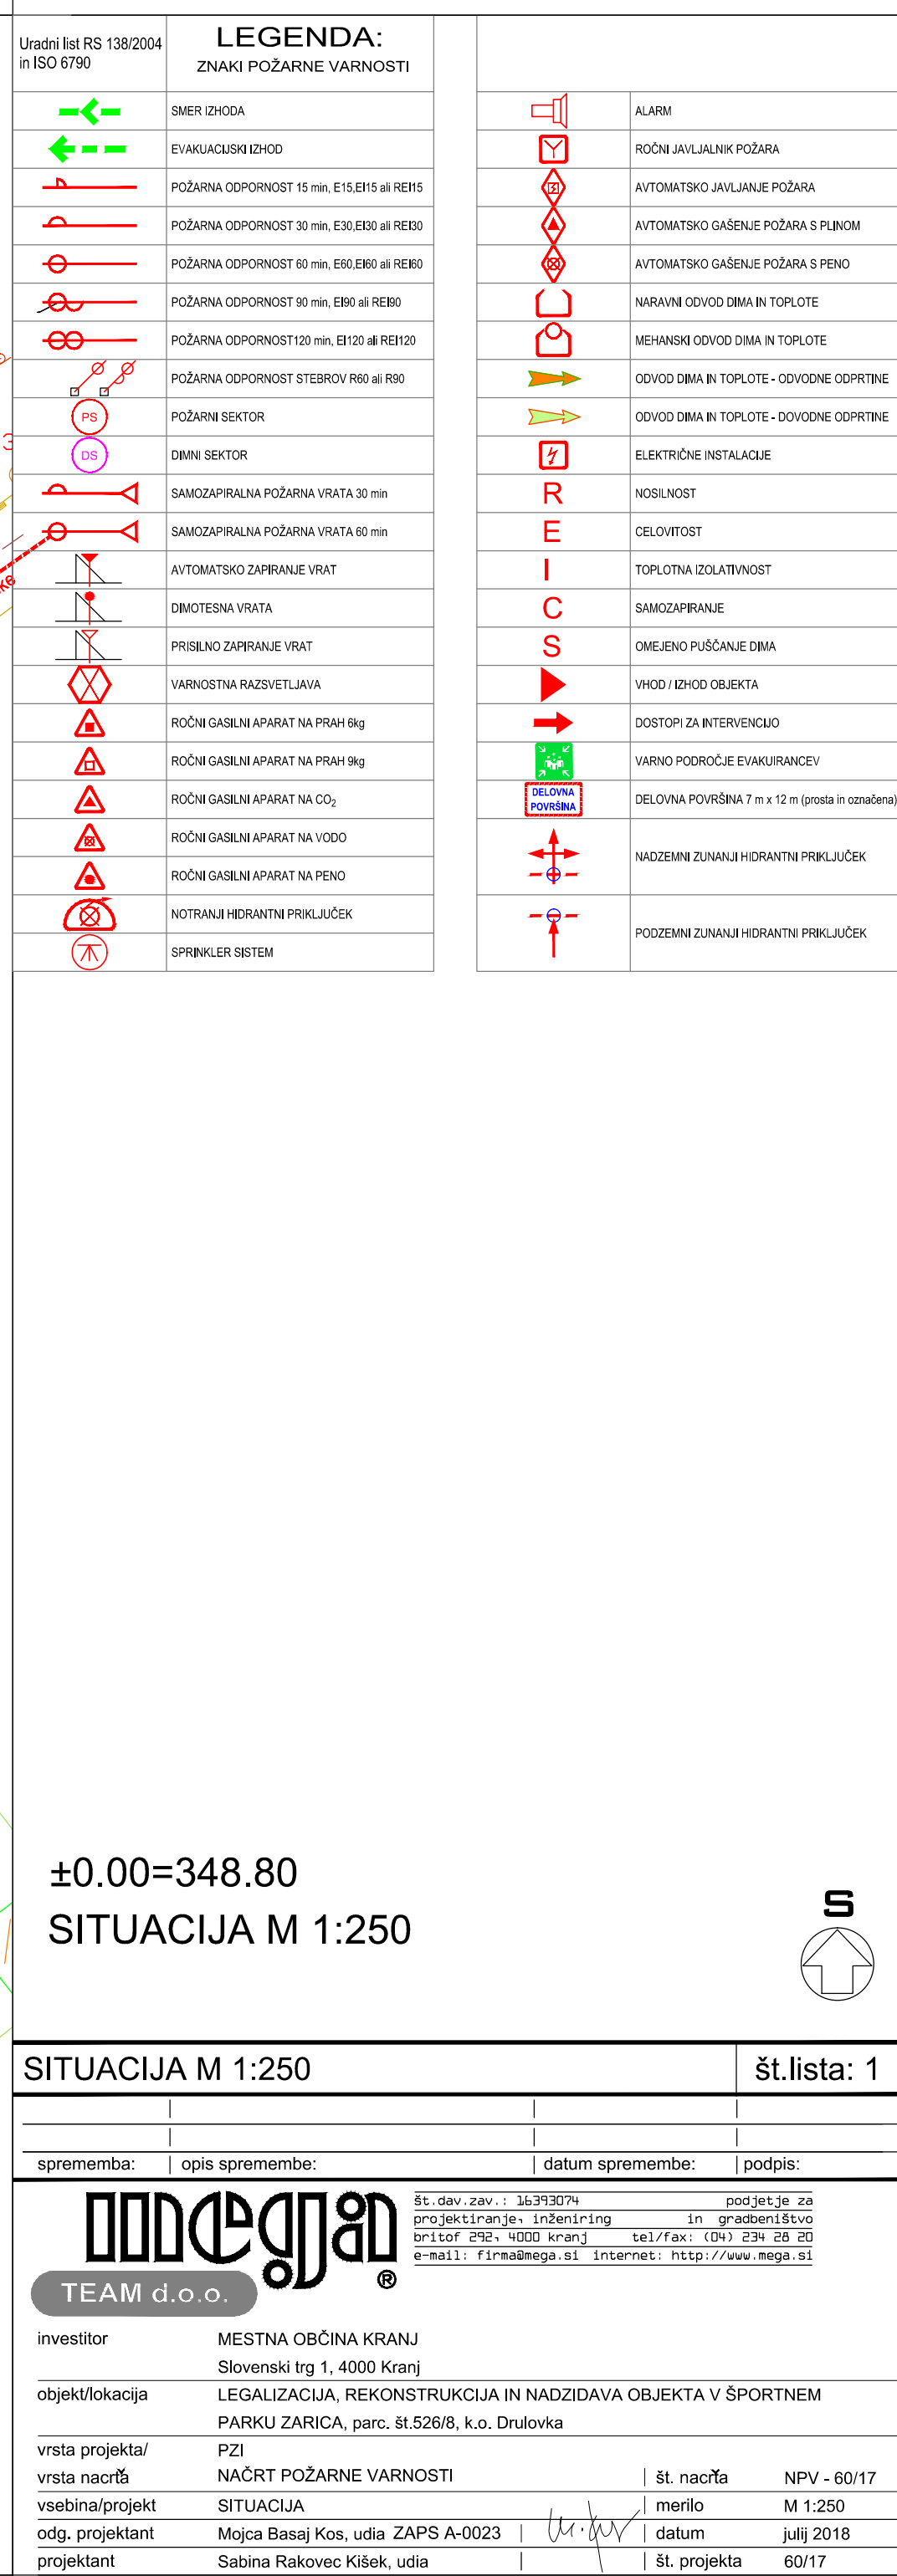 Uradni list RS 138/2004
in ISO 6790
LEGENDA:
ZNAKI POŽARNE VARNOSTI
SMER IZHODA
EVAKUACIJSKI IZHOD
POŽARNA ODPORNOST 15 min, E15,EI15 ali REI15
POŽARNA ODPORNOST 30 min, E30,EI30 ali REI30
POŽARNA ODPORNOST 60 min, E60,EI60 ali REI60
POŽARNA ODPORNOST 90 min, EI90 ali REI90
POŽARNA ODPORNOST120 min, EI120 ali REI120
POŽARNA ODPORNOST STEBROV R60 ali R90
PS POŽARNI SEKTOR
DS DIMNI SEKTOR
SAMOZAPIRALNA POŽARNA VRATA 30 min
SAMOZAPIRALNA POŽARNA VRATA 60 min
AVTOMATSKO ZAPIRANJE VRAT
DIMOTESNA VRATA
PRISILNO ZAPIRANJE VRAT
VARNOSTNA RAZSVETLJAVA
ROČNI GASILNI APARAT NA PRAH 6kg
ROČNI GASILNI APARAT NA PRAH 9kg
ROČNI GASILNI APARAT NA CO₂
ROČNI GASILNI APARAT NA VODO
ROČNI GASILNI APARAT NA PENO
NOTRANJI HIDRANTNI PRIKLJUČEK
SPRINKLER SISTEM
ALARM
ROČNI JAVLJALNIK POŽARA
AVTOMATSKO JAVLJANJE POŽARA
AVTOMATSKO GAŠENJE POŽARA S PLINOM
AVTOMATSKO GAŠENJE POŽARA S PENO
NARAVNI ODVOD DIMA IN TOPLOTE
MEHANSKI ODVOD DIMA IN TOPLOTE
ODVOD DIMA IN TOPLOTE - ODVODNE ODPRTINE
ODVOD DIMA IN TOPLOTE - DOVODNE ODPRTINE
ELEKTRIČNE INSTALACIJE
R NOSILNOST
E CELOVITOST
I TOPLOTNA IZOLATIVNOST
C SAMOZAPIRANJE
S OMEJENO PUŠČANJE DIMA
VHOD / IZHOD OBJEKTA
DOSTOPI ZA INTERVENCIJO
VARNO PODROČJE EVAKUIRANCEV
DELOVNA
POVRŠINA
DELOVNA POVRŠINA 7 m x 12 m (prosta in označena)
NADZEMNI ZUNANJI HIDRANTNI PRIKLJUČEK
PODZEMNI ZUNANJI HIDRANTNI PRIKLJUČEK
±0.00=348.80
SITUACIJA M 1:250
S
SITUACIJA M 1:250 št.lista: 1
sprememba: opis spremembe: datum spremembe: podpis:
mega ®
TEAM d.o.o.
št.dav.zav.: 16393074 podjetje za
projektiranje, inženiring in gradbeništvo
britof 292, 4000 kranj tel/fax: (04) 234 28 20
e-mail: firma@mega.si internet: http://www.mega.si
investitor MESTNA OBČINA KRANJ
Slovenski trg 1, 4000 Kranj
objekt/lokacija LEGALIZACIJA, REKONSTRUKCIJA IN NADZIDAVA OBJEKTA V ŠPORTNEM
PARKU ZARICA, parc. št.526/8, k.o. Drulovka
vrsta projekta/ PZI
vrsta načrta NAČRT POŽARNE VARNOSTI št. načrta NPV - 60/17
vsebina/projekt SITUACIJA merilo M 1:250
odg. projektant Mojca Basaj Kos, udia ZAPS A-0023 datum julij 2018
projektant Sabina Rakovec Kišek, udia št. projekta 60/17